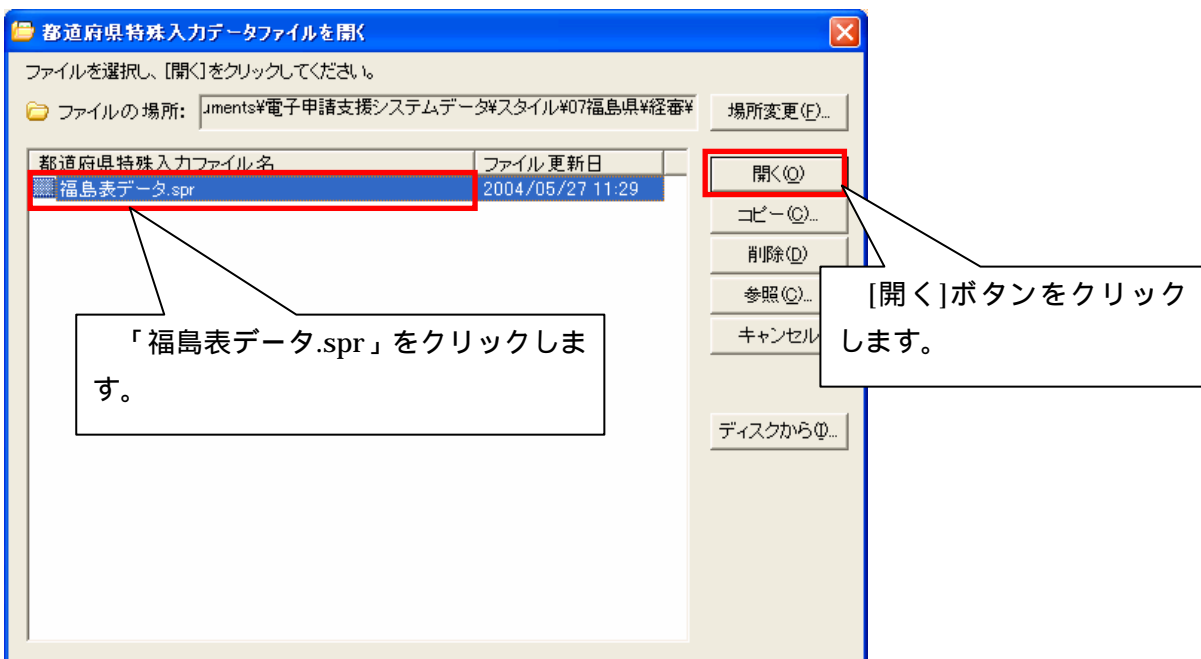 都道府県特殊入力データファイルを開く
ファイルを選択し、[開く]をクリックしてください。
ファイルの場所: uments¥電子申請支援システムデータ¥スタイル¥07福島県¥経審¥ 場所変更(F)...
都道府県特殊入力ファイル名 ファイル更新日
福島表データ.spr 2004/05/27 11:29
開く(O)
コピー(C)...
削除(D)
参照(C)...
キャンセル
ディスクから(I)...
「福島表データ.spr」をクリックしま
す。
[開く]ボタンをクリック
します。